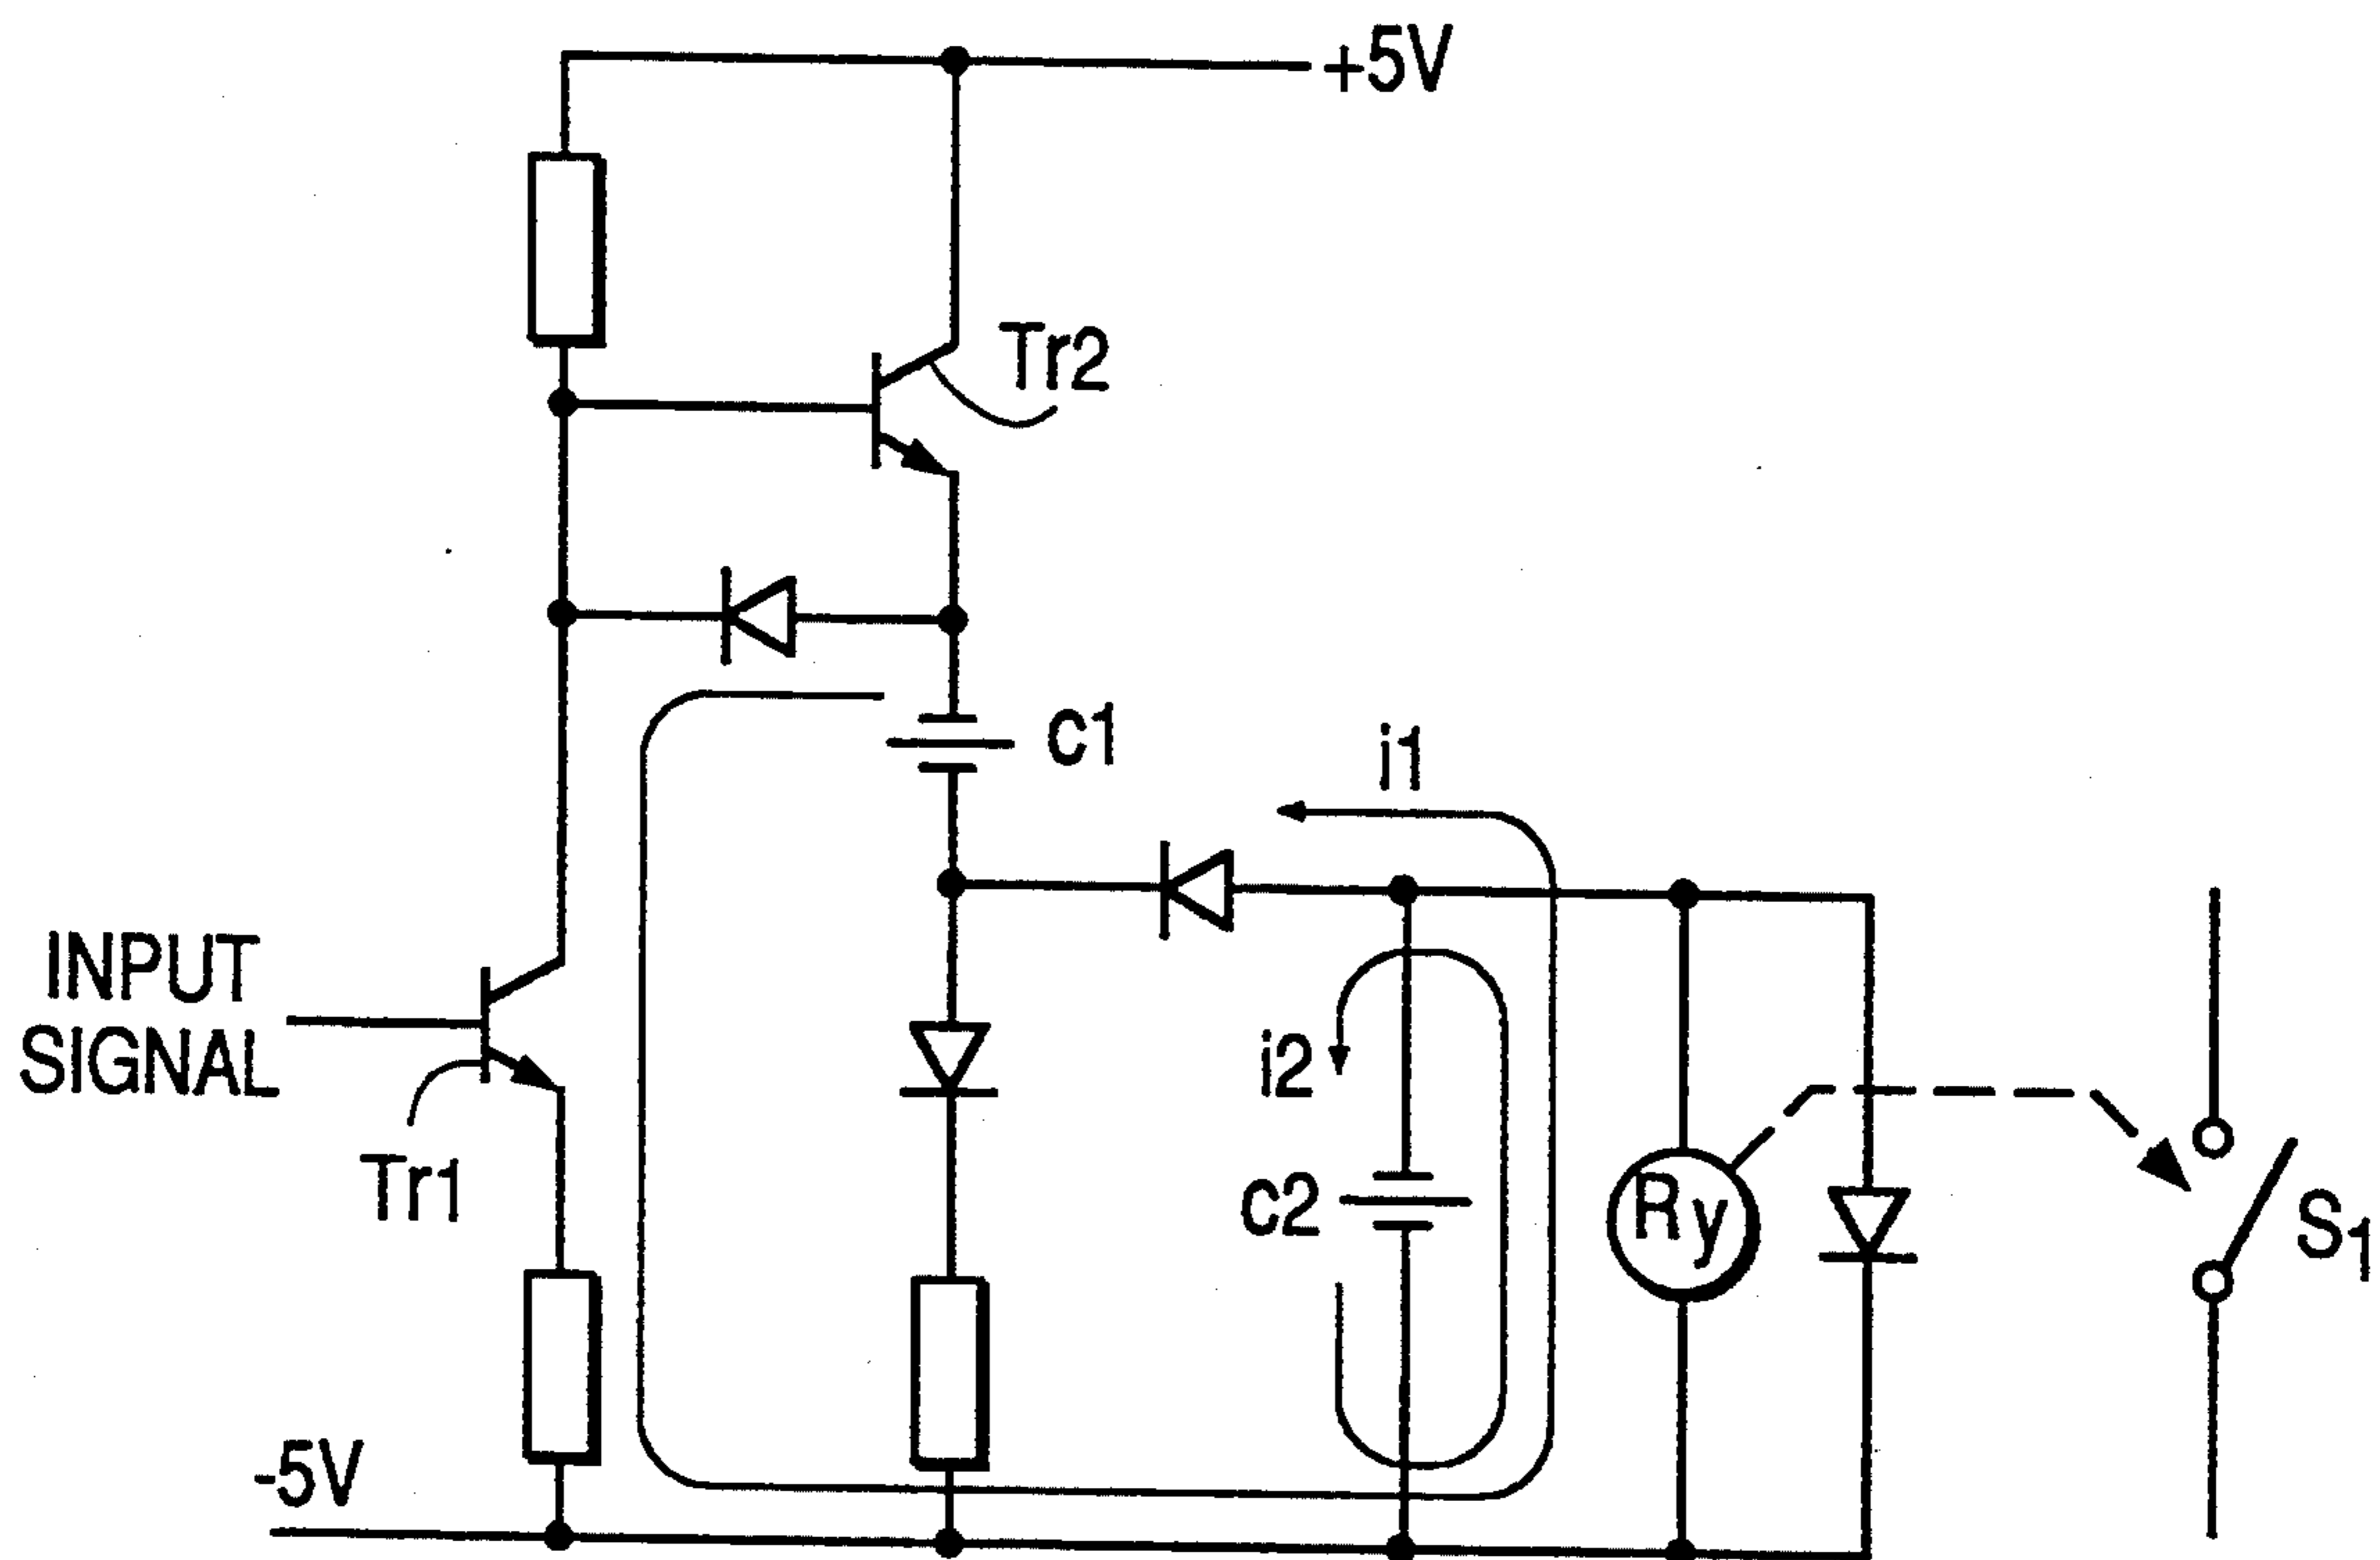 +5V
Tr2
c1
i1
INPUT
SIGNAL
i2
Tr1
c2
Ry
S1
-5V